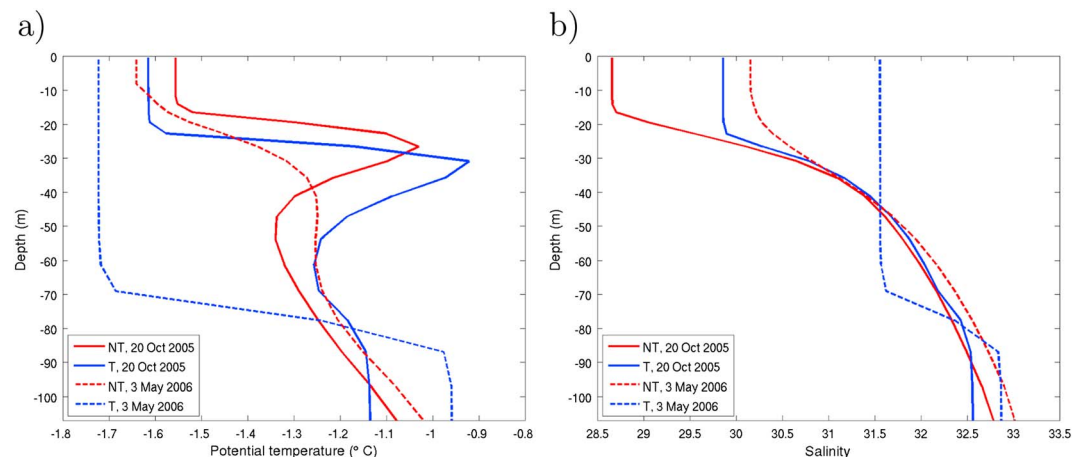 a)
0
-10
-20
-30
-40
-50
-60
-70
-80
-90
-100
Depth (m)
NT, 20 Oct 2005
T, 20 Oct 2005
NT, 3 May 2006
T, 3 May 2006
-1.8 -1.7 -1.6 -1.5 -1.4 -1.3 -1.2 -1.1 -1 -0.9 -0.8
Potential temperature (° C)
b)
0
-10
-20
-30
-40
-50
-60
-70
-80
-90
-100
Depth (m)
NT, 20 Oct 2005
T, 20 Oct 2005
NT, 3 May 2006
T, 3 May 2006
28.5 29 29.5 30 30.5 31 31.5 32 32.5 33 33.5
Salinity